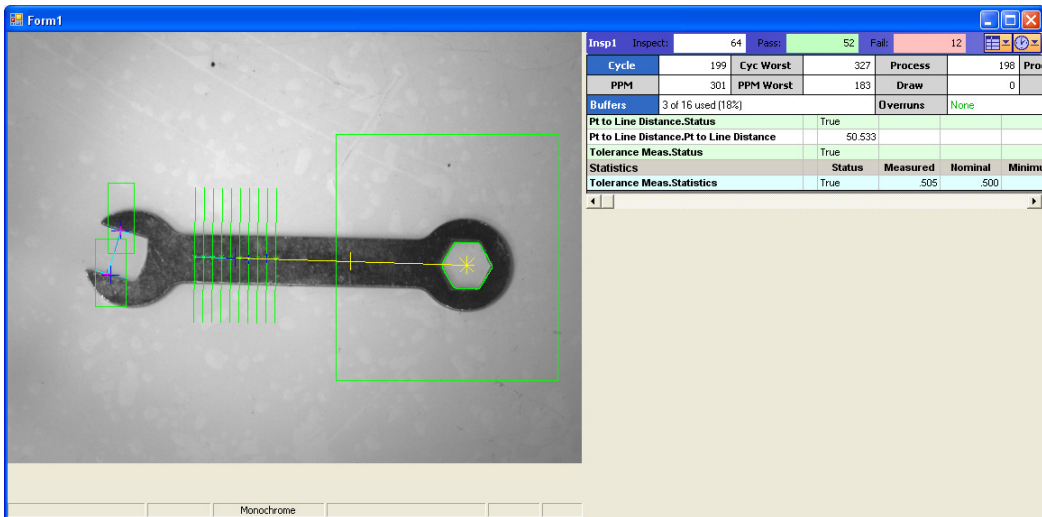 Form1
Insp1 Inspect: 64 Pass: 52 Fail: 12
Cycle 199 Cyc Worst 327 Process 198
PPM 301 PPM Worst 183 Draw 0
Buffers 3 of 16 used (18%) Overruns None
Pt to Line Distance.Status True
Pt to Line Distance.Pt to Line Distance 50.533
Tolerance Meas.Status True
Statistics Status Measured Nominal
Tolerance Meas.Statistics True .505 .500
Monochrome